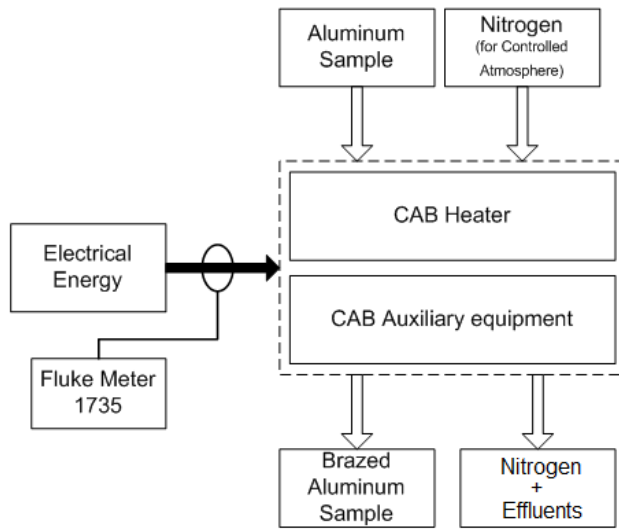 Aluminum
Sample
Nitrogen
(for Controlled
Atmosphere)
CAB Heater
Electrical
Energy
CAB Auxiliary equipment
Fluke Meter
1735
Brazed
Aluminum
Sample
Nitrogen
+
Effluents